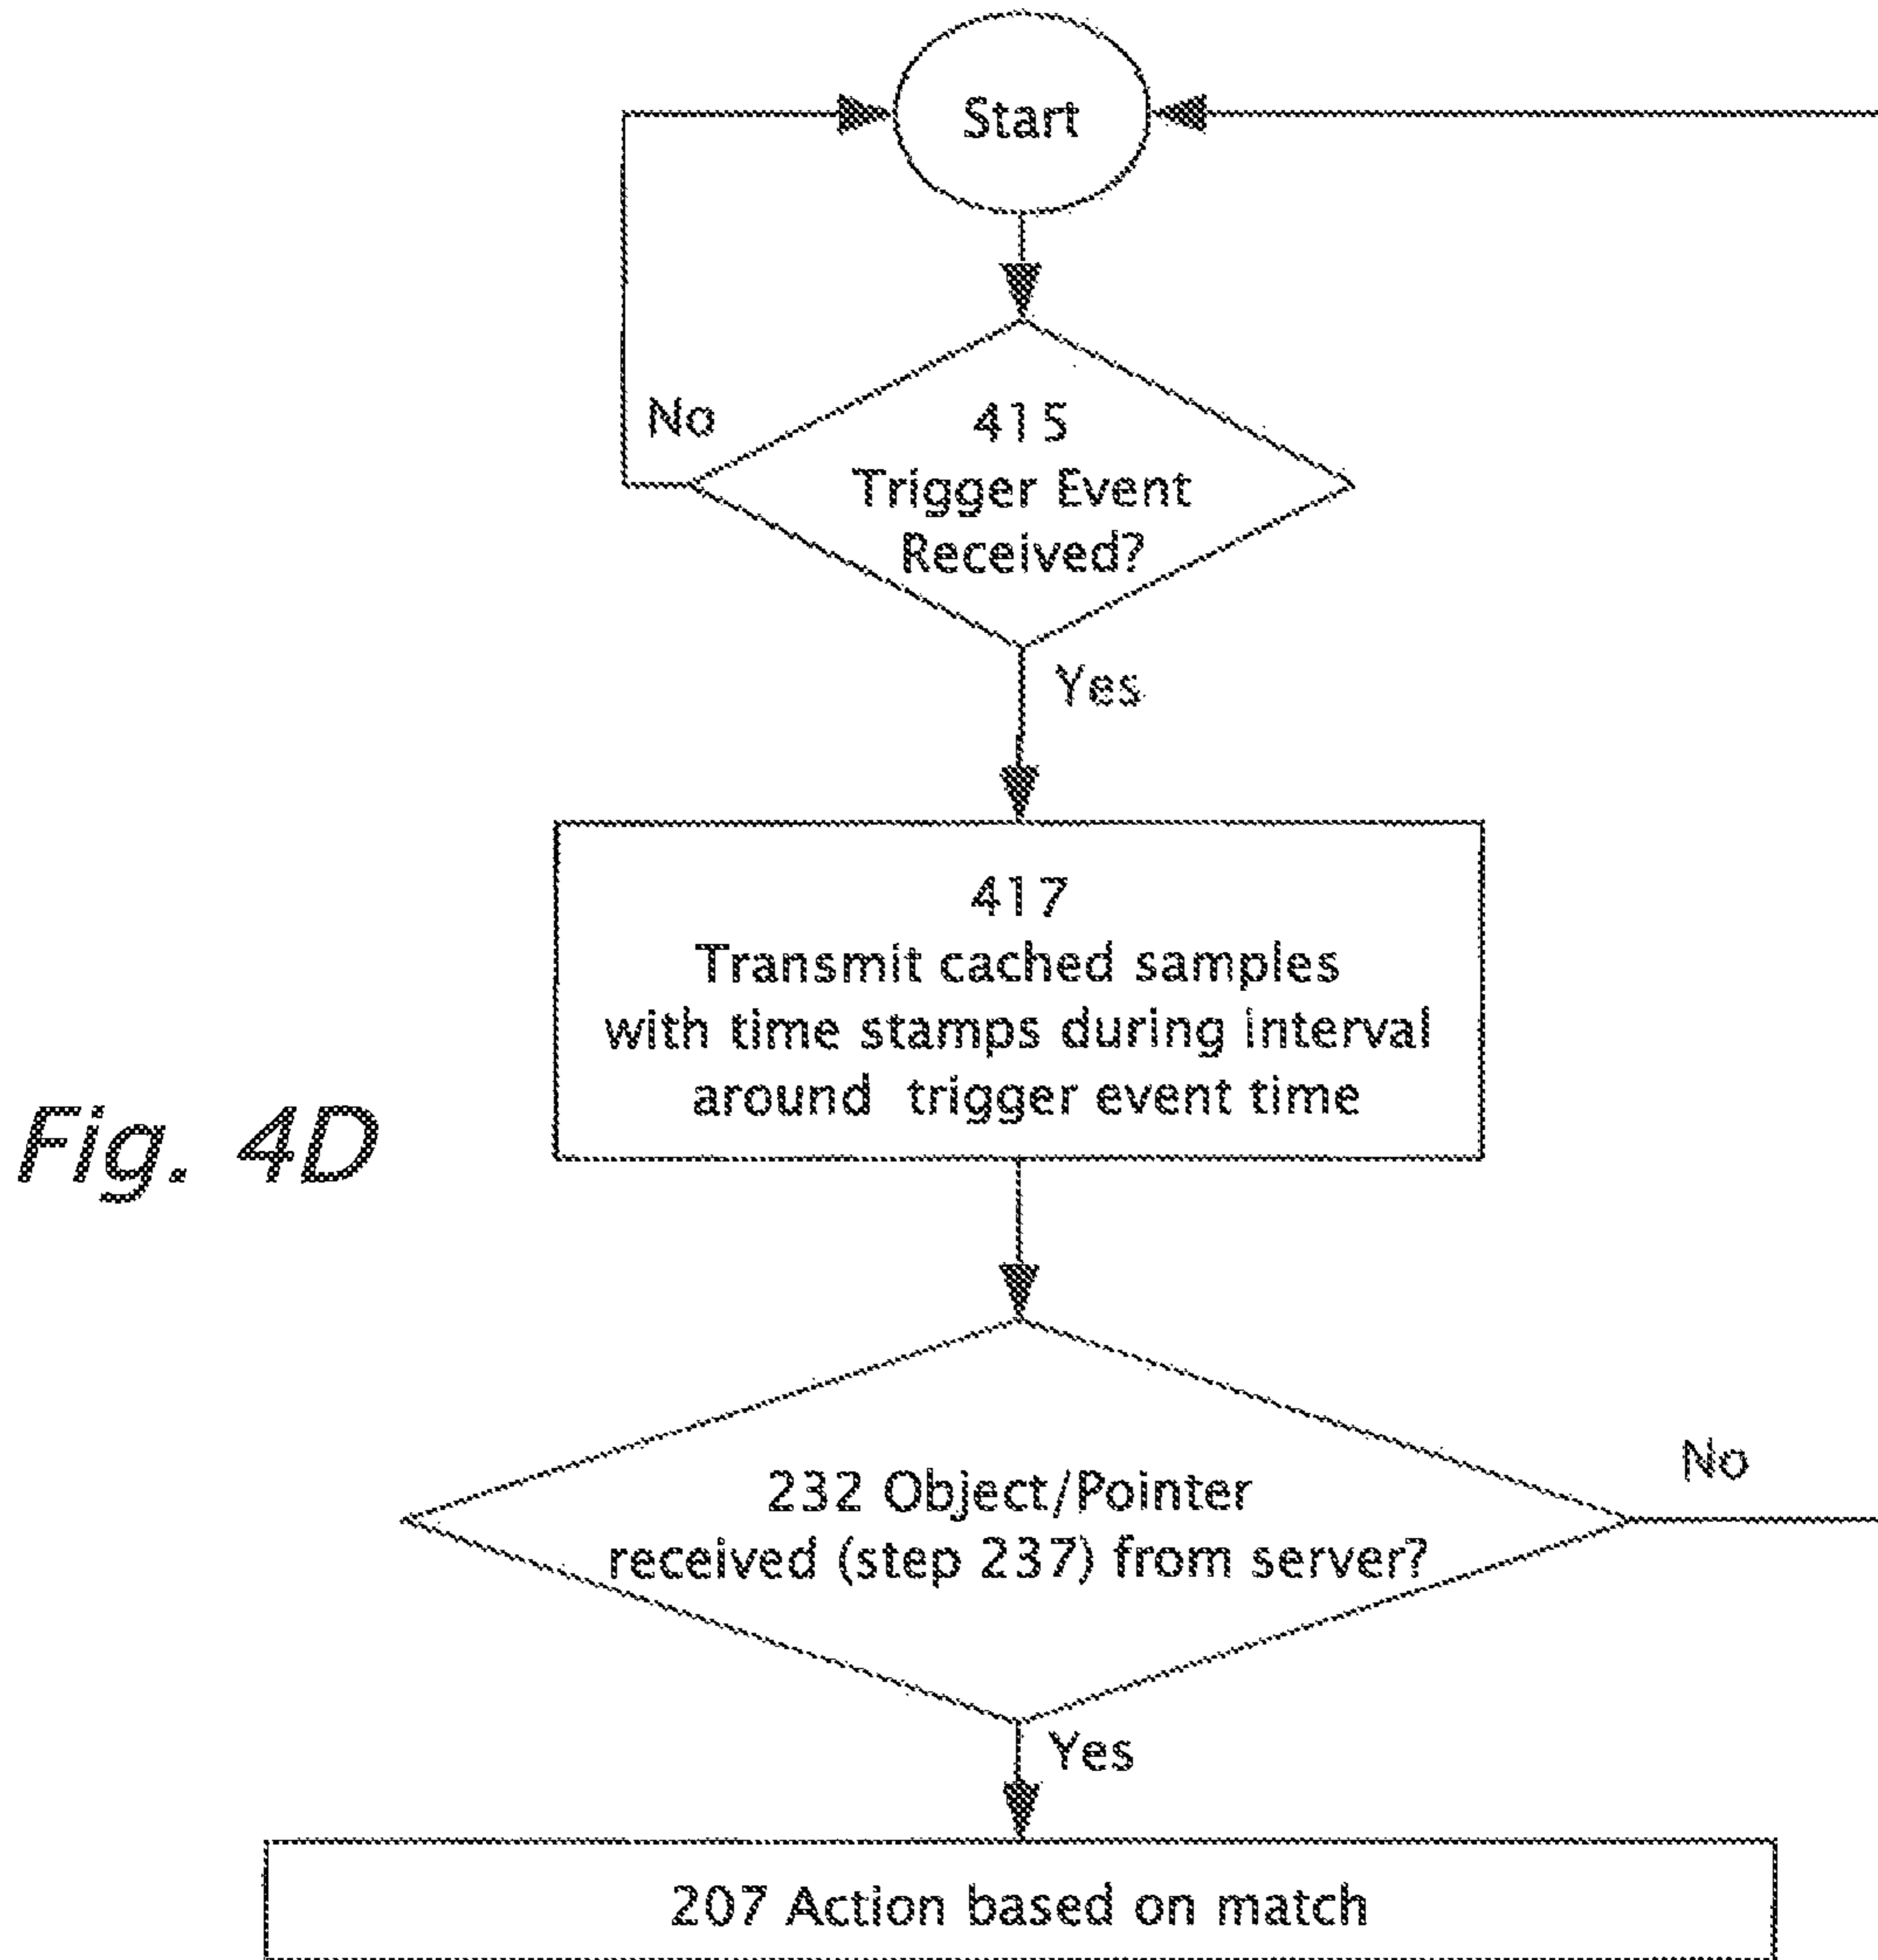 Start
No
415
Trigger Event
Received?
Yes
417
Transmit cached samples
with time stamps during interval
around trigger event time
Fig. 4D
No
232 Object/Pointer
received (step 237) from server?
Yes
207 Action based on match